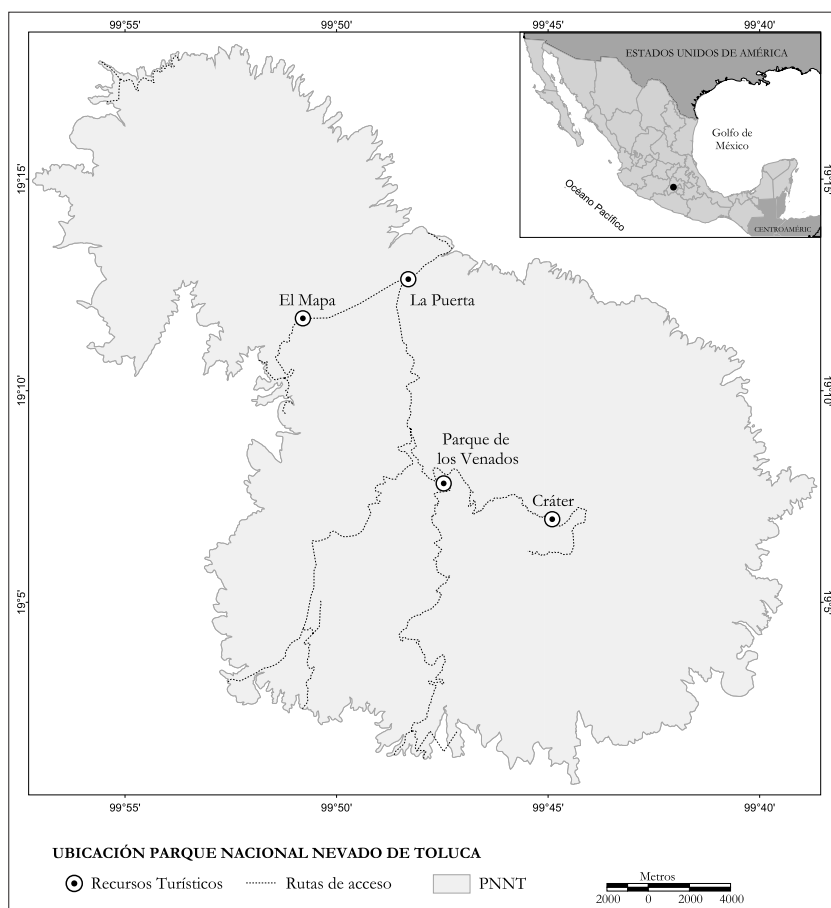 99°55'
99°50'
99°45'
99°40'
ESTADOS UNIDOS DE AMÉRICA
Golfo de
México
Océano Pacífico
CENTROAMÉRIC
19°15'
19°15'
El Mapa
La Puerta
19°10'
19°10'
Parque de
los Venados
Cráter
19°5'
19°5'
99°55'
99°50'
99°45'
99°40'
UBICACIÓN PARQUE NACIONAL NEVADO DE TOLUCA
Recursos Turísticos
Rutas de acceso
PNNT
Metros
2000 0 2000 4000